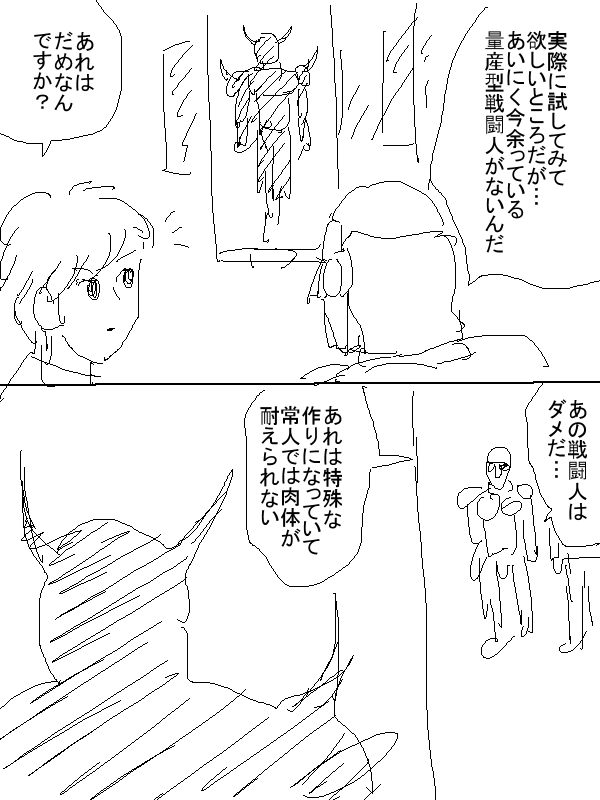 実際に試してみて
欲しいところだが…
あいにく今余っている
量産型戦闘人がないんだ
あれは
だめなん
ですか？
あの戦闘人は
ダメだ…
あれは特殊な
作りになっていて
常人では肉体が
耐えられない